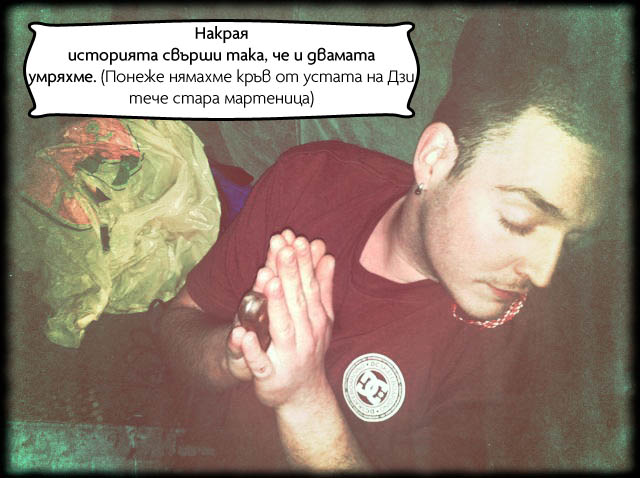 Накрая
историята свърши така, че и двамата
умряхме. (Понеже нямахме кръв от устата на Дзи
тече стара мартеница)